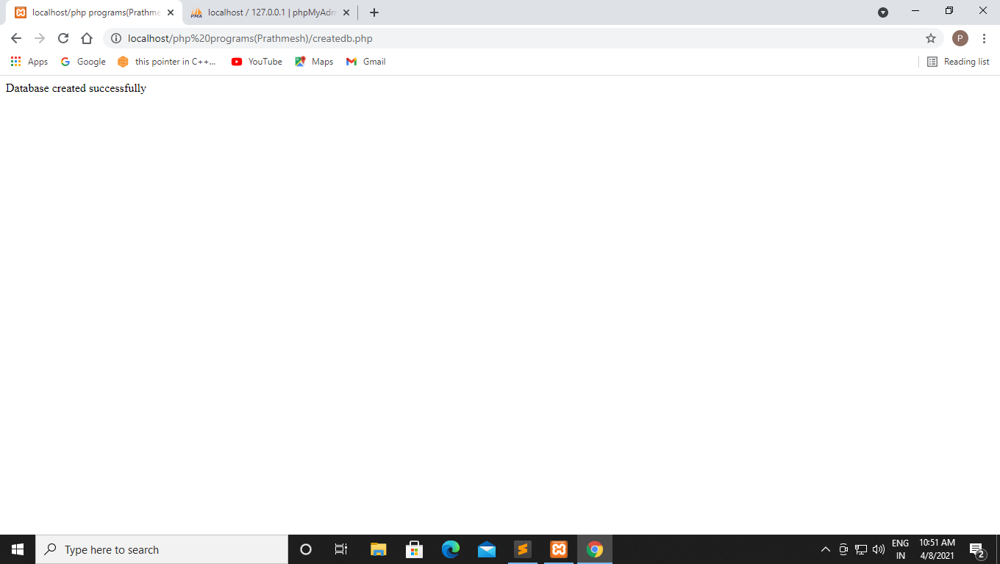 localhost/php programs(Prathme
localhost / 127.0.0.1 | phpMyAdm
localhost/php%20programs(Prathmesh)/createdb.php
P
Apps
Google
this pointer in C++...
YouTube
Maps
Gmail
Reading list
Database created successfully
Type here to search
ENG
IN
10:51 AM
4/8/2021
2